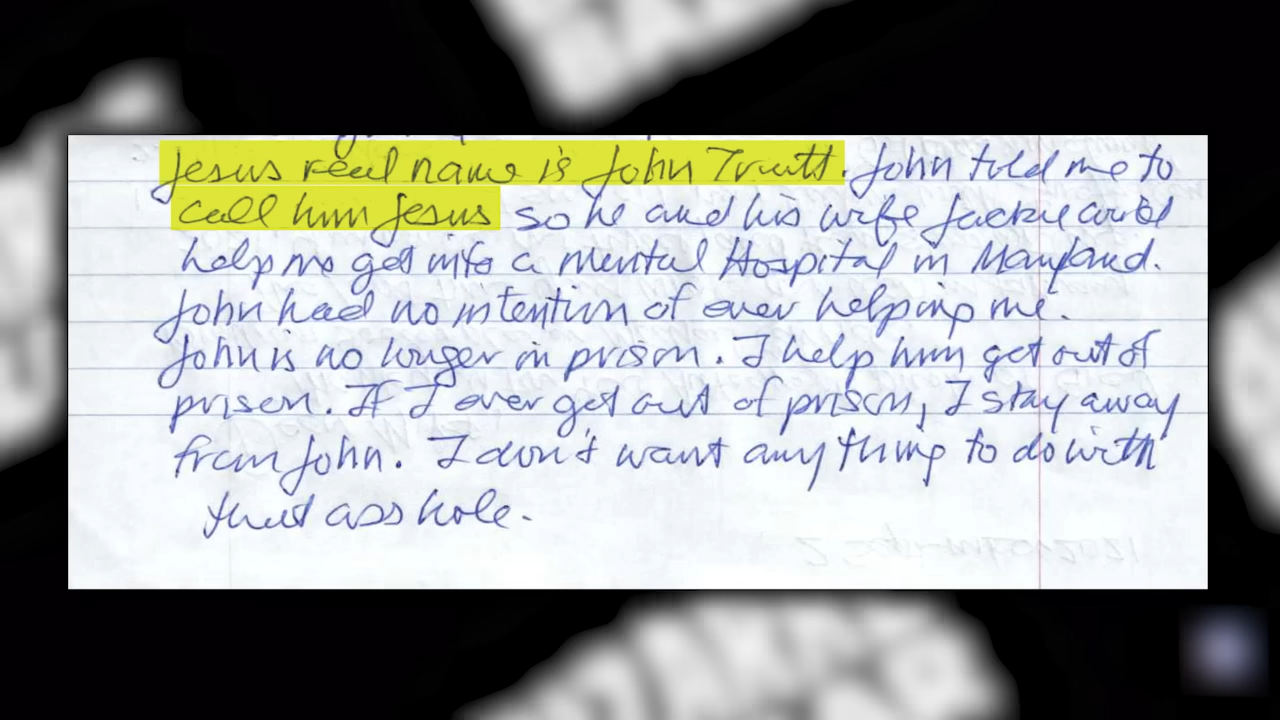 Jesus real name is John Truitt. John told me to
call him Jesus so he and his wife Jackie could
help me get into a mental Hospital in Maryland.
John had no intention of ever helping me.
John is no longer in prison. I help him get out of
prison. If I ever get out of prison, I stay away
from John. I don't want any thing to do with
that ass hole.